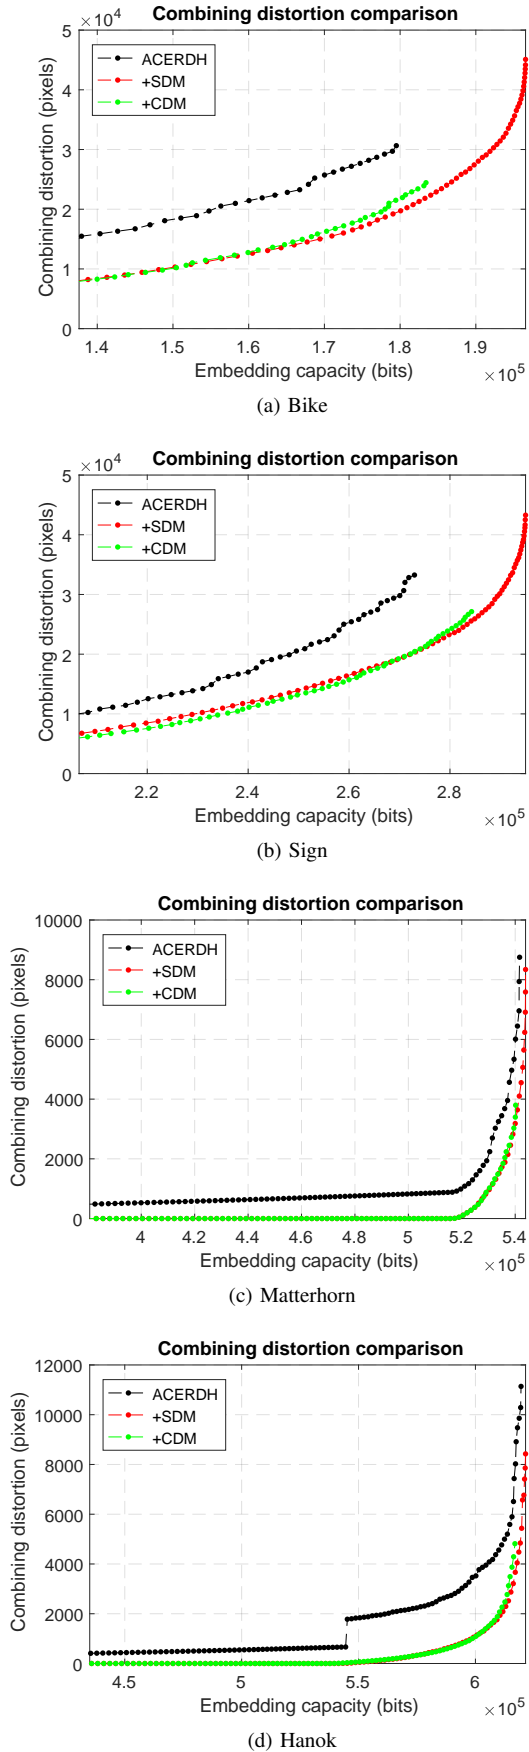 Combining distortion comparison
×10^4
5
4
3
2
1
0
Combining distortion (pixels)
ACERDH
+SDM
+CDM
1.4 1.5 1.6 1.7 1.8 1.9
Embedding capacity (bits)
×10^5
(a) Bike
Combining distortion comparison
×10^4
5
4
3
2
1
0
Combining distortion (pixels)
ACERDH
+SDM
+CDM
2.2 2.4 2.6 2.8
Embedding capacity (bits)
×10^5
(b) Sign
Combining distortion comparison
10000
8000
6000
4000
2000
0
Combining distortion (pixels)
ACERDH
+SDM
+CDM
4 4.2 4.4 4.6 4.8 5 5.2 5.4
Embedding capacity (bits)
×10^5
(c) Matterhorn
Combining distortion comparison
12000
10000
8000
6000
4000
2000
0
Combining distortion (pixels)
ACERDH
+SDM
+CDM
4.5 5 5.5 6
Embedding capacity (bits)
×10^5
(d) Hanok